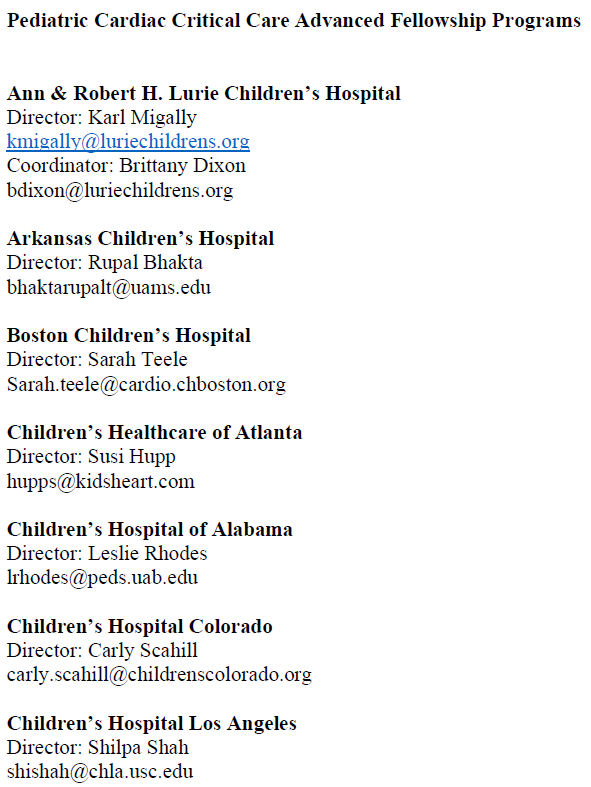 Pediatric Cardiac Critical Care Advanced Fellowship Programs
Ann & Robert H. Lurie Children’s Hospital
Director: Karl Migally
kmigally@luriechildrens.org
Coordinator: Brittany Dixon
bdixon@luriechildrens.org
Arkansas Children’s Hospital
Director: Rupal Bhakta
bhaktarupalt@uams.edu
Boston Children’s Hospital
Director: Sarah Teele
Sarah.teele@cardio.chboston.org
Children’s Healthcare of Atlanta
Director: Susi Hupp
hupps@kidsheart.com
Children’s Hospital of Alabama
Director: Leslie Rhodes
lrhodes@peds.uab.edu
Children’s Hospital Colorado
Director: Carly Scahill
carly.scahill@childrenscolorado.org
Children’s Hospital Los Angeles
Director: Shilpa Shah
shishah@chla.usc.edu